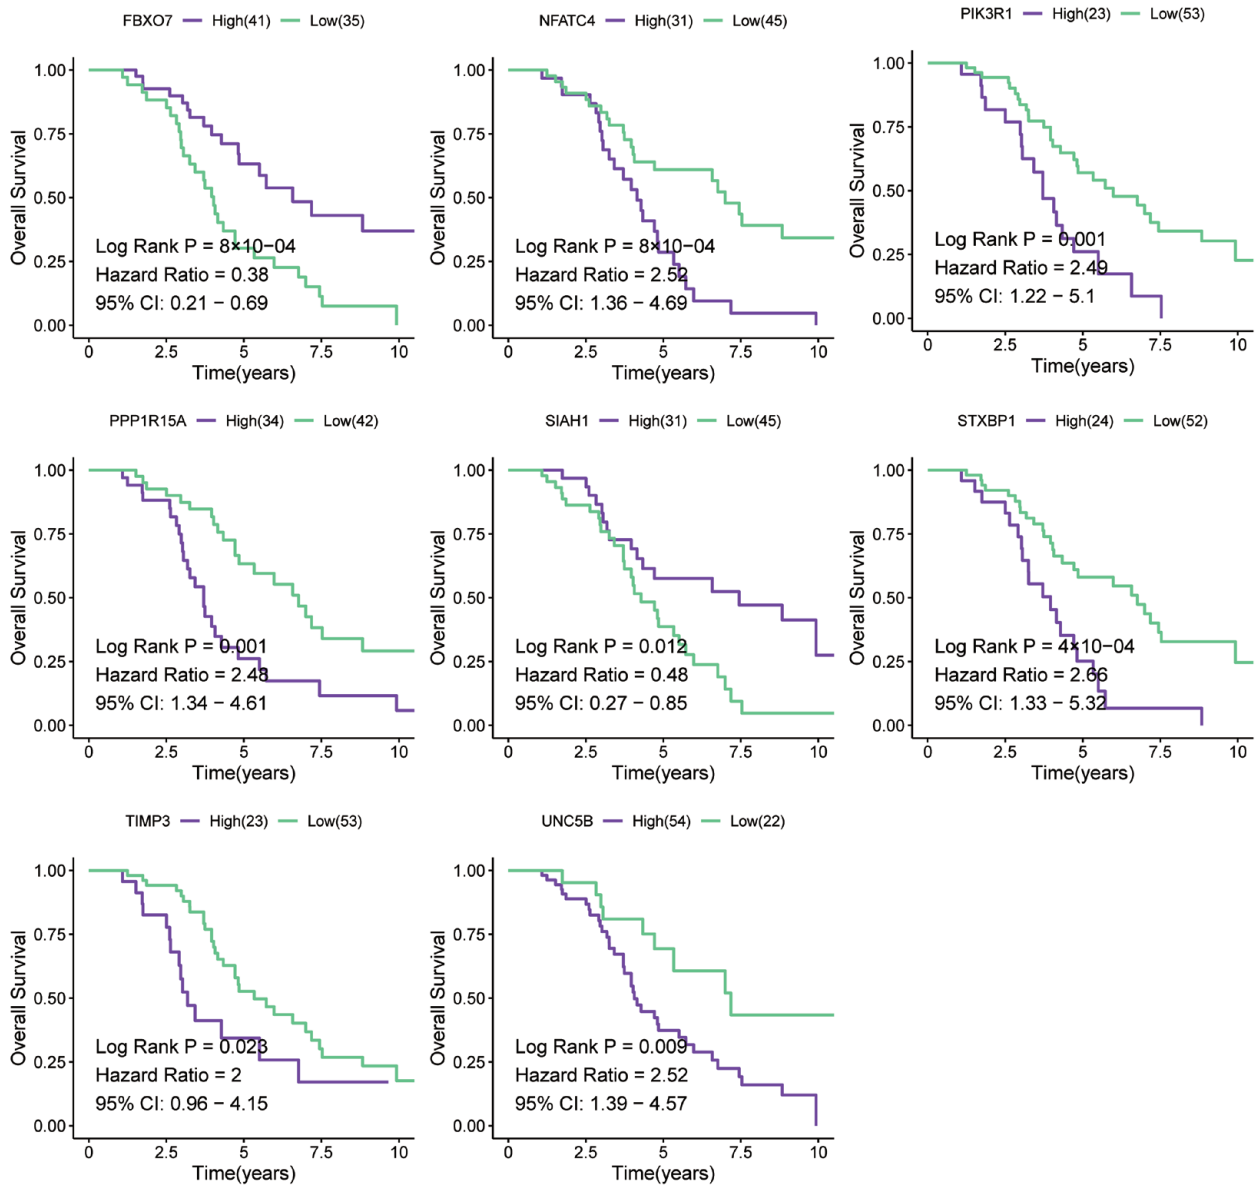 FBXO7 High(41) Low(35)
1.00
0.75
0.50
0.25
0.00
Overall Survival
Log Rank P = 8×10−04
Hazard Ratio = 0.38
95% CI: 0.21 − 0.69
0 2.5 5 7.5 10
Time(years)
NFATC4 High(31) Low(45)
1.00
0.75
0.50
0.25
0.00
Overall Survival
Log Rank P = 8×10−04
Hazard Ratio = 2.52
95% CI: 1.36 − 4.69
0 2.5 5 7.5 10
Time(years)
PIK3R1 High(23) Low(53)
1.00
0.75
0.50
0.25
0.00
Overall Survival
Log Rank P = 0.001
Hazard Ratio = 2.49
95% CI: 1.22 − 5.1
0 2.5 5 7.5 10
Time(years)
PPP1R15A High(34) Low(42)
1.00
0.75
0.50
0.25
0.00
Overall Survival
Log Rank P = 0.001
Hazard Ratio = 2.48
95% CI: 1.34 − 4.61
0 2.5 5 7.5 10
Time(years)
SIAH1 High(31) Low(45)
1.00
0.75
0.50
0.25
0.00
Overall Survival
Log Rank P = 0.012
Hazard Ratio = 0.48
95% CI: 0.27 − 0.85
0 2.5 5 7.5 10
Time(years)
STXBP1 High(24) Low(52)
1.00
0.75
0.50
0.25
0.00
Overall Survival
Log Rank P = 4×10−04
Hazard Ratio = 2.66
95% CI: 1.33 − 5.32
0 2.5 5 7.5 10
Time(years)
TIMP3 High(23) Low(53)
1.00
0.75
0.50
0.25
0.00
Overall Survival
Log Rank P = 0.023
Hazard Ratio = 2
95% CI: 0.96 − 4.15
0 2.5 5 7.5 10
Time(years)
UNC5B High(54) Low(22)
1.00
0.75
0.50
0.25
0.00
Overall Survival
Log Rank P = 0.009
Hazard Ratio = 2.52
95% CI: 1.39 − 4.57
0 2.5 5 7.5 10
Time(years)